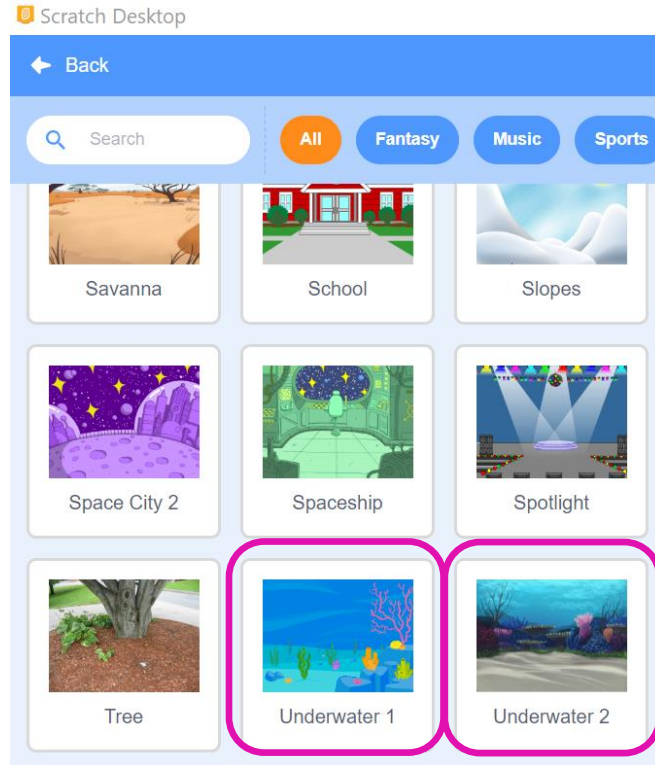 Scratch Desktop
Back
Search All Fantasy Music Sports
Savanna School Slopes
Space City 2 Spaceship Spotlight
Tree Underwater 1 Underwater 2